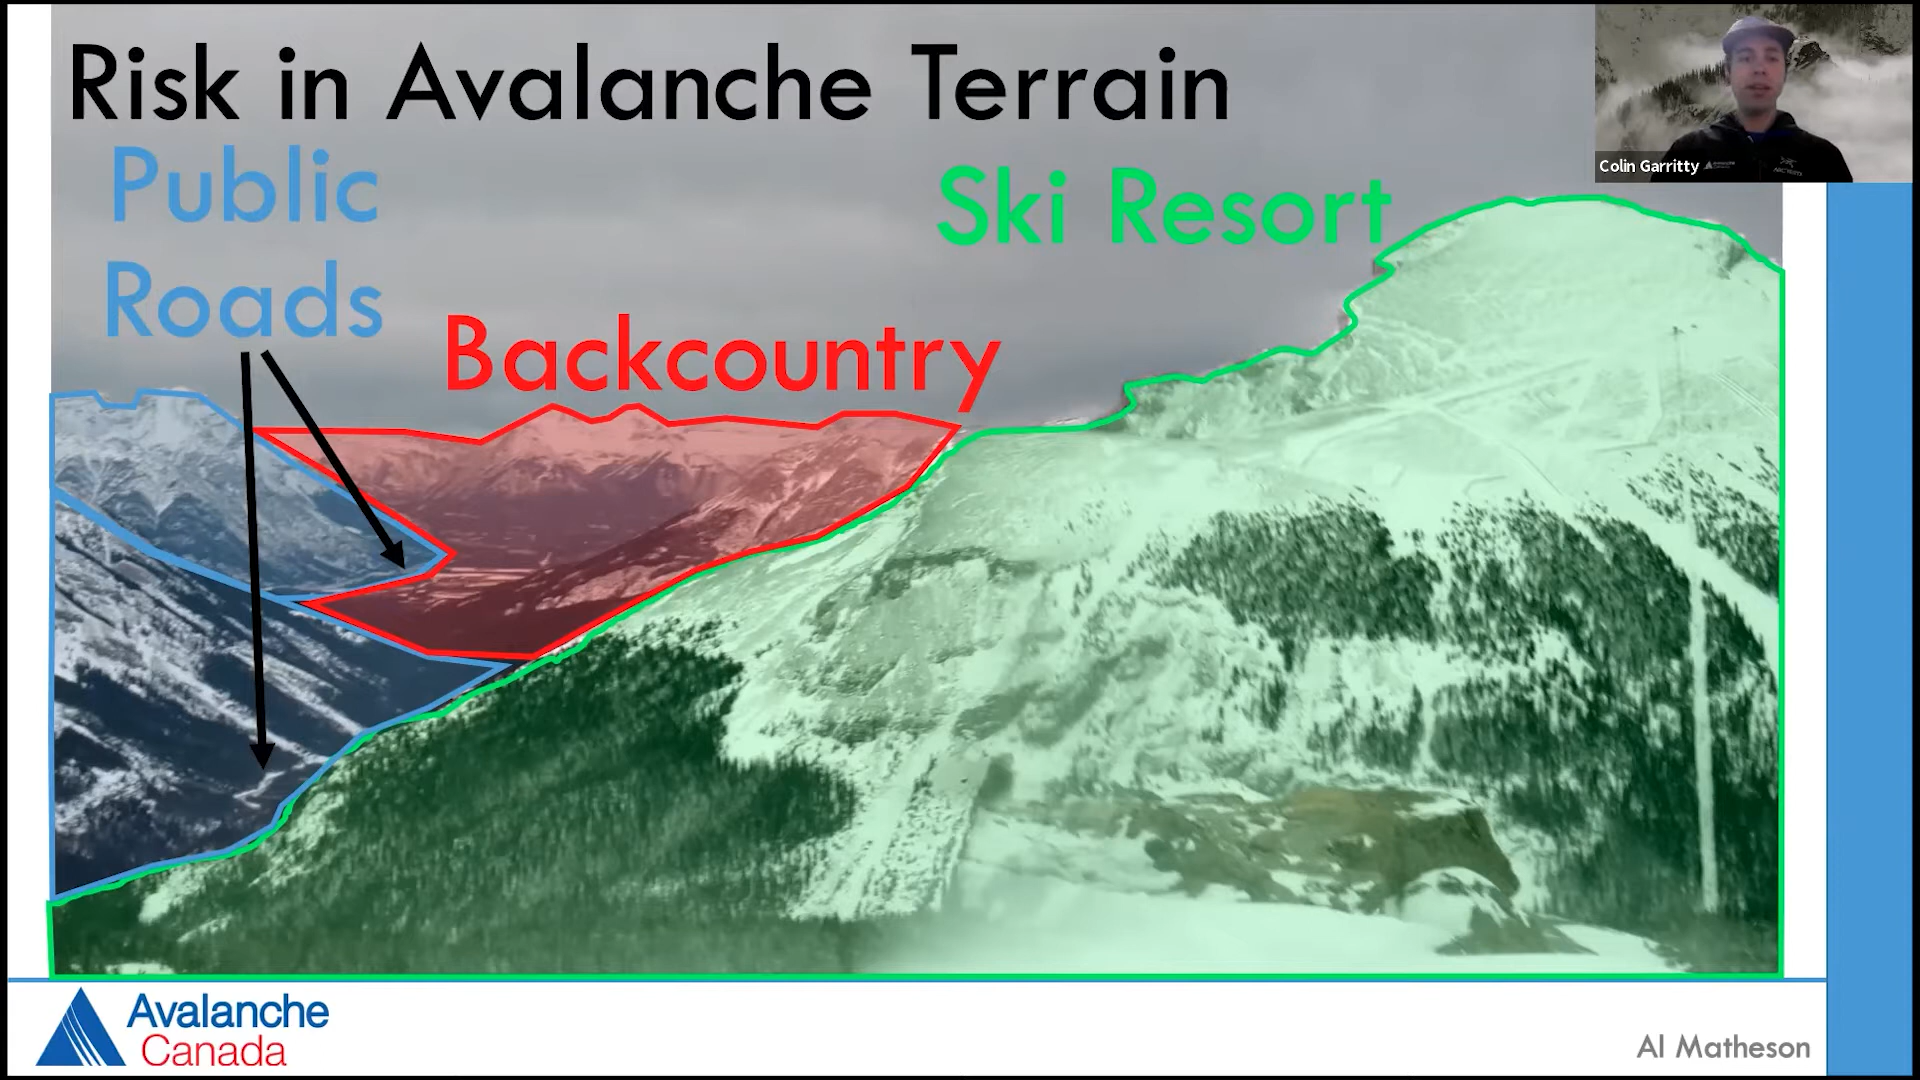 Risk in Avalanche Terrain
Public
Roads
Ski Resort
Backcountry
Colin Garritty
Avalanche
Canada
Al Matheson